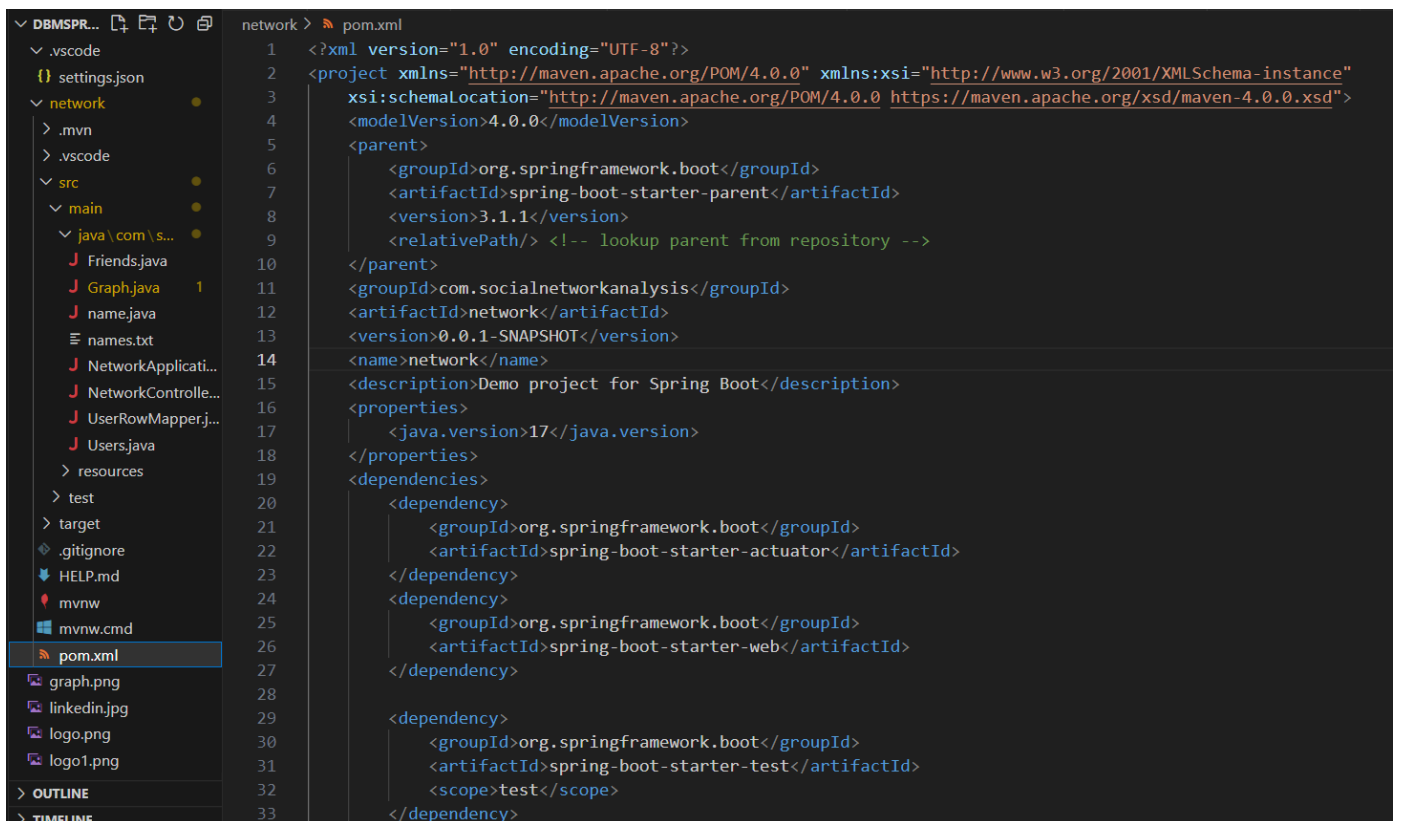 DBMSPR...
.vscode
{} settings.json
network
.mvn
.vscode
src
main
java\com\s...
Friends.java
Graph.java 1
name.java
names.txt
NetworkApplicati...
NetworkControlle...
UserRowMapper.j...
Users.java
resources
test
target
.gitignore
HELP.md
mvnw
mvnw.cmd
pom.xml
graph.png
linkedin.jpg
logo.png
logo1.png
OUTLINE
TIMELINE
network > pom.xml
1 <?xml version="1.0" encoding="UTF-8"?>
2 <project xmlns="http://maven.apache.org/POM/4.0.0" xmlns:xsi="http://www.w3.org/2001/XMLSchema-instance"
3 xsi:schemaLocation="http://maven.apache.org/POM/4.0.0 https://maven.apache.org/xsd/maven-4.0.0.xsd">
4 <modelVersion>4.0.0</modelVersion>
5 <parent>
6 <groupId>org.springframework.boot</groupId>
7 <artifactId>spring-boot-starter-parent</artifactId>
8 <version>3.1.1</version>
9 <relativePath/> <!-- lookup parent from repository -->
10 </parent>
11 <groupId>com.socialnetworkanalysis</groupId>
12 <artifactId>network</artifactId>
13 <version>0.0.1-SNAPSHOT</version>
14 <name>network</name>
15 <description>Demo project for Spring Boot</description>
16 <properties>
17 <java.version>17</java.version>
18 </properties>
19 <dependencies>
20 <dependency>
21 <groupId>org.springframework.boot</groupId>
22 <artifactId>spring-boot-starter-actuator</artifactId>
23 </dependency>
24 <dependency>
25 <groupId>org.springframework.boot</groupId>
26 <artifactId>spring-boot-starter-web</artifactId>
27 </dependency>
28
29 <dependency>
30 <groupId>org.springframework.boot</groupId>
31 <artifactId>spring-boot-starter-test</artifactId>
32 <scope>test</scope>
33 </dependency>